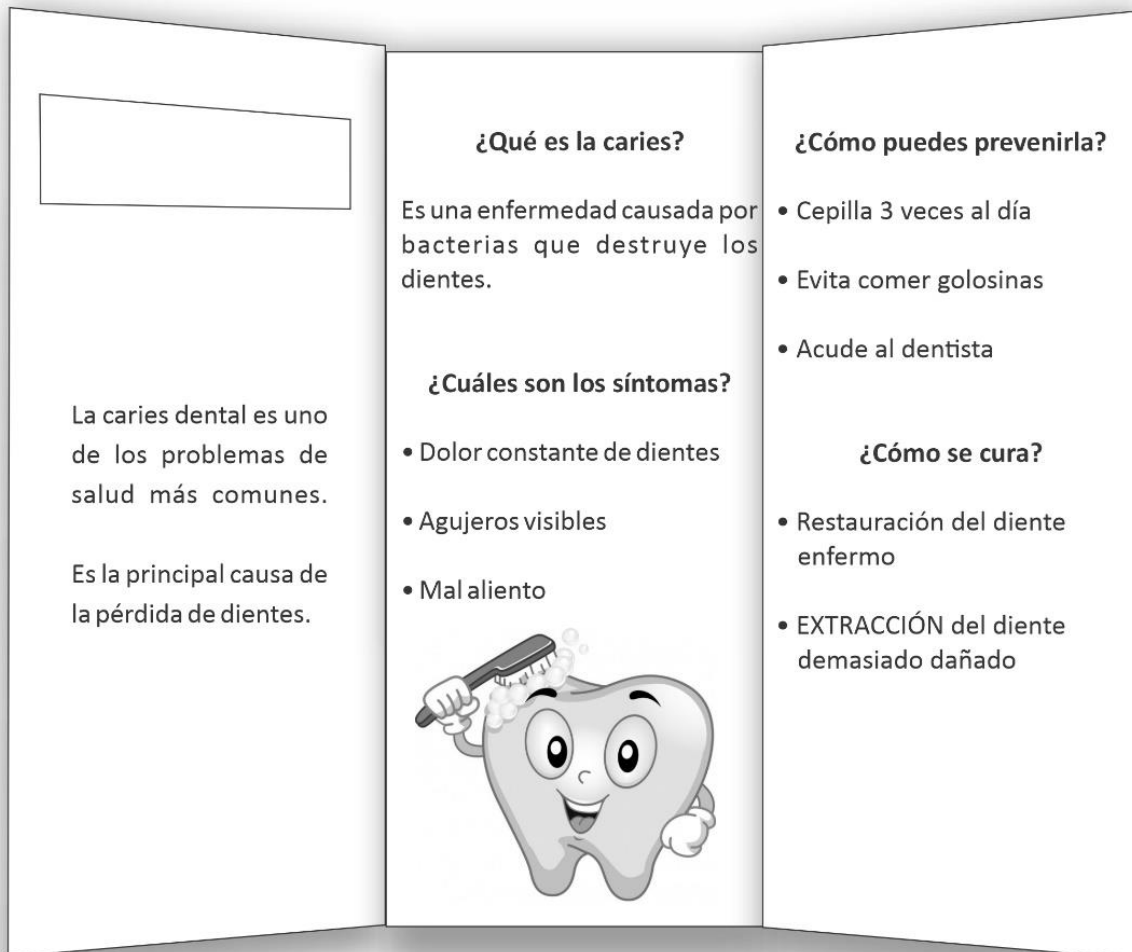 La caries dental es uno
de los problemas de
salud más comunes.
Es la principal causa de
la pérdida de dientes.
¿Qué es la caries?
Es una enfermedad causada por
bacterias que destruye los
dientes.
¿Cuáles son los síntomas?
• Dolor constante de dientes
• Agujeros visibles
• Mal aliento
¿Cómo puedes prevenirla?
• Cepilla 3 veces al día
• Evita comer golosinas
• Acude al dentista
¿Cómo se cura?
• Restauración del diente
enfermo
• EXTRACCIÓN del diente
demasiado dañado